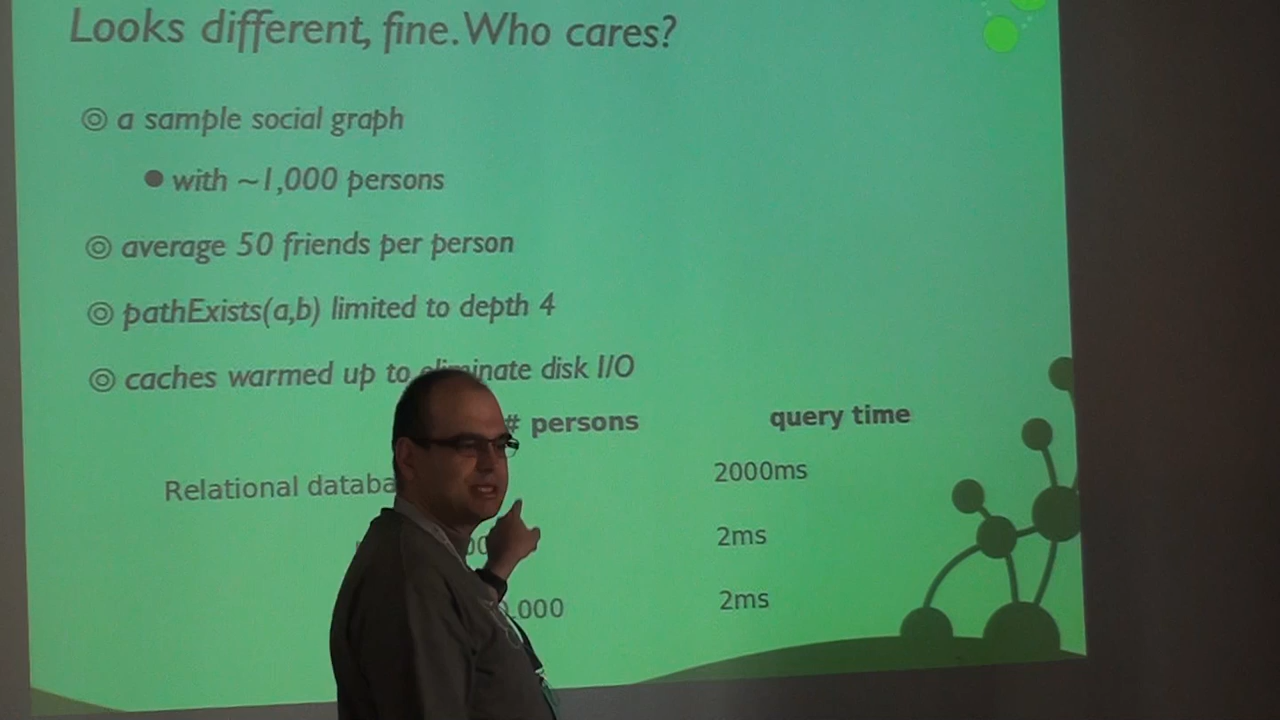 Looks different, fine. Who cares?
◎ a sample social graph
● with ~1,000 persons
◎ average 50 friends per person
◎ pathExists(a,b) limited to depth 4
◎ caches warmed up to eliminate disk I/O
# persons query time
Relational databa 2000ms
2ms
,000 2ms